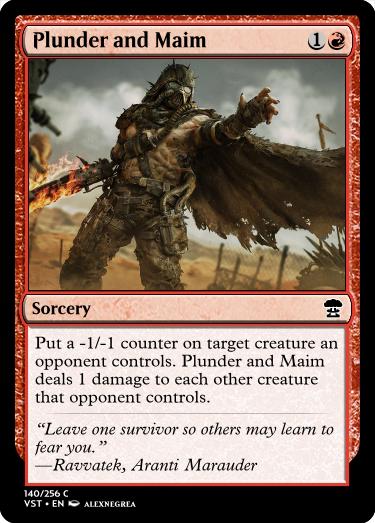 Plunder and Maim 1
Sorcery
Put a -1/-1 counter on target creature an
opponent controls. Plunder and Maim
deals 1 damage to each other creature
that opponent controls.
“Leave one survivor so others may learn to
fear you.”
—Ravvatek, Aranti Marauder
140/256 C
VST • EN ALEXNEGREA